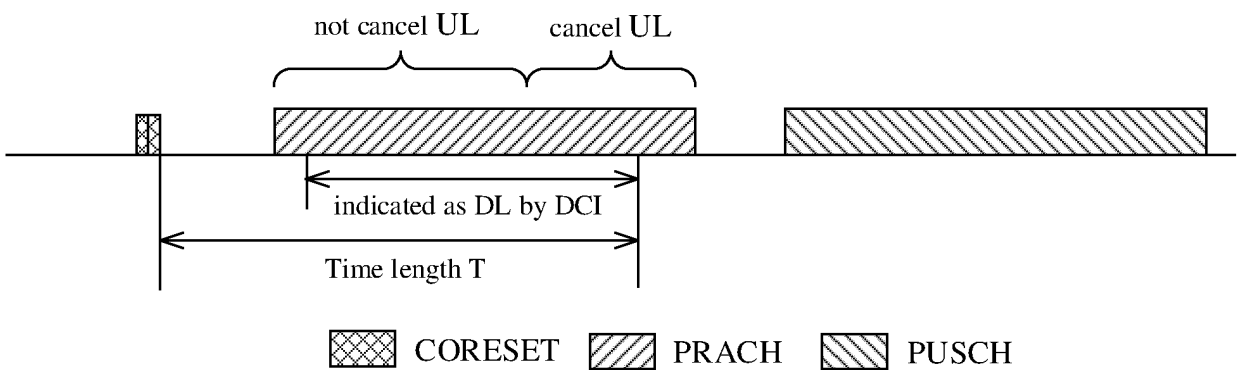 not cancel UL
cancel UL
indicated as DL by DCI
Time length T
CORESET
PRACH
PUSCH